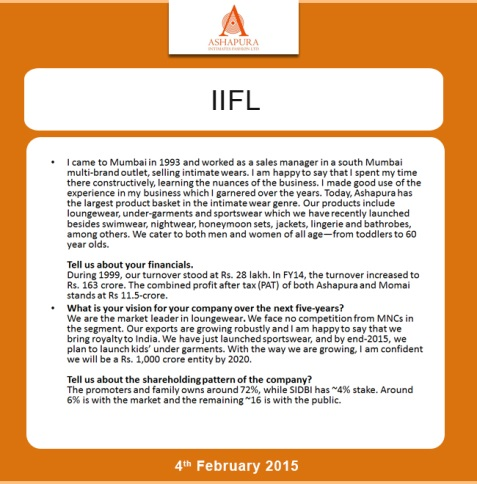 ASHAPURA
INTIMATES FASHION LTD
IIFL
• I came to Mumbai in 1993 and worked as a sales manager in a south Mumbai
multi-brand outlet, selling intimate wears. I am happy to say that I spent my time
there constructively, learning the nuances of the business. I made good use of the
experience in my business which I garnered over the years. Today, Ashapura has
the largest product basket in the intimate wear genre. Our products include
loungewear, under-garments and sportswear which we have recently launched
besides swimwear, nightwear, honeymoon sets, jackets, lingerie and bathrobes,
among others. We cater to both men and women of all age—from toddlers to 60
year olds.
Tell us about your financials.
During 1999, our turnover stood at Rs. 28 lakh. In FY14, the turnover increased to
Rs. 163 crore. The combined profit after tax (PAT) of both Ashapura and Momai
stands at Rs 11.5-crore.
• What is your vision for your company over the next five-years?
We are the market leader in loungewear. We face no competition from MNCs in
the segment. Our exports are growing robustly and I am happy to say that we
bring royalty to India. We have just launched sportswear, and by end-2015, we
plan to launch kids' under garments. With the way we are growing, I am confident
we will be a Rs. 1,000 crore entity by 2020.
Tell us about the shareholding pattern of the company?
The promoters and family owns around 72%, while SIDBI has ~4% stake. Around
6% is with the market and the remaining ~16 is with the public.
4th February 2015